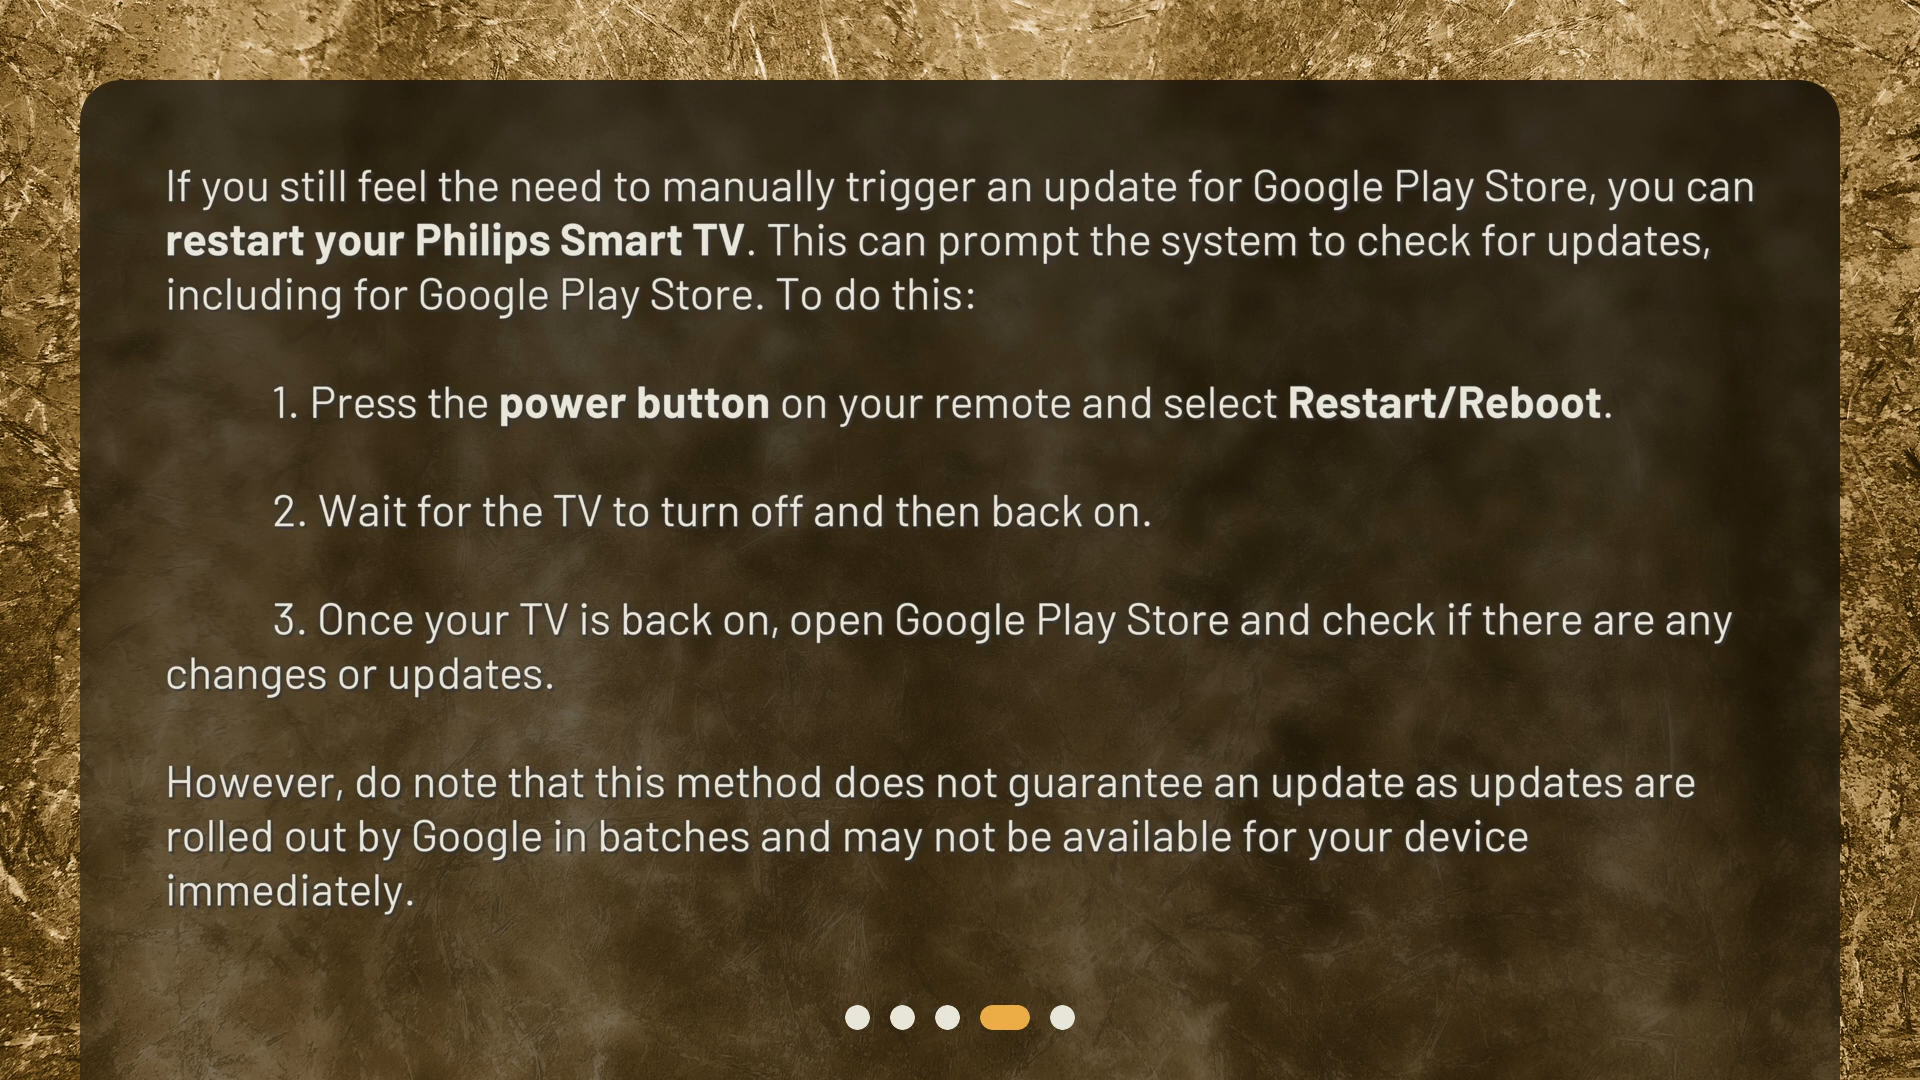 If you still feel the need to manually trigger an update for Google Play Store, you can
restart your Philips Smart TV. This can prompt the system to check for updates,
including for Google Play Store. To do this:
1. Press the power button on your remote and select Restart/Reboot.
2. Wait for the TV to turn off and then back on.
3. Once your TV is back on, open Google Play Store and check if there are any
changes or updates.
However, do note that this method does not guarantee an update as updates are
rolled out by Google in batches and may not be available for your device
immediately.